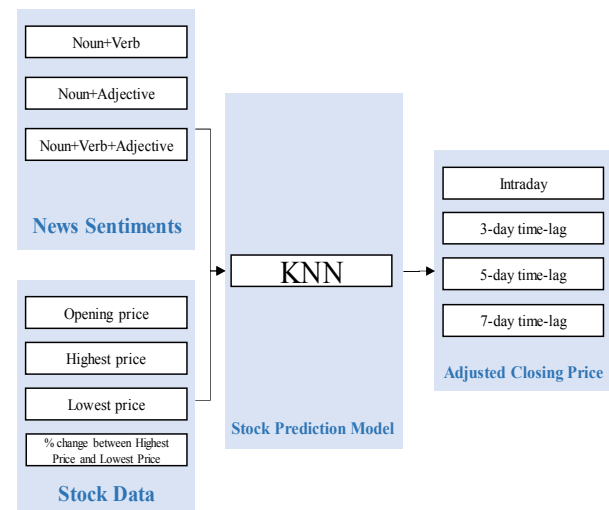 Noun+Verb
Noun+Adjective
Noun+Verb+Adjective
News Sentiments
Opening price
Highest price
Lowest price
% change between Highest
Price and Lowest Price
Stock Data
KNN
Stock Prediction Model
Intraday
3-day time-lag
5-day time-lag
7-day time-lag
Adjusted Closing Price